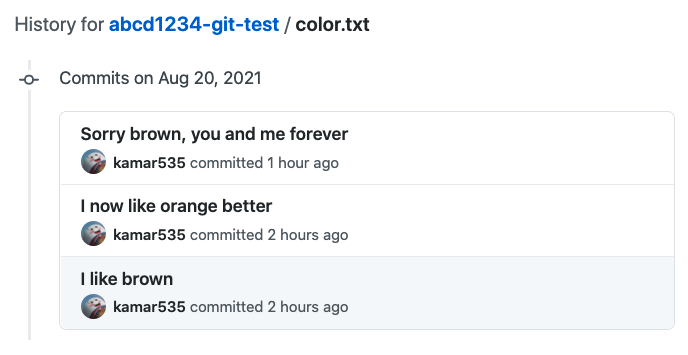 History for abcd1234-git-test / color.txt
Commits on Aug 20, 2021
Sorry brown, you and me forever
kamar535 committed 1 hour ago
I now like orange better
kamar535 committed 2 hours ago
I like brown
kamar535 committed 2 hours ago